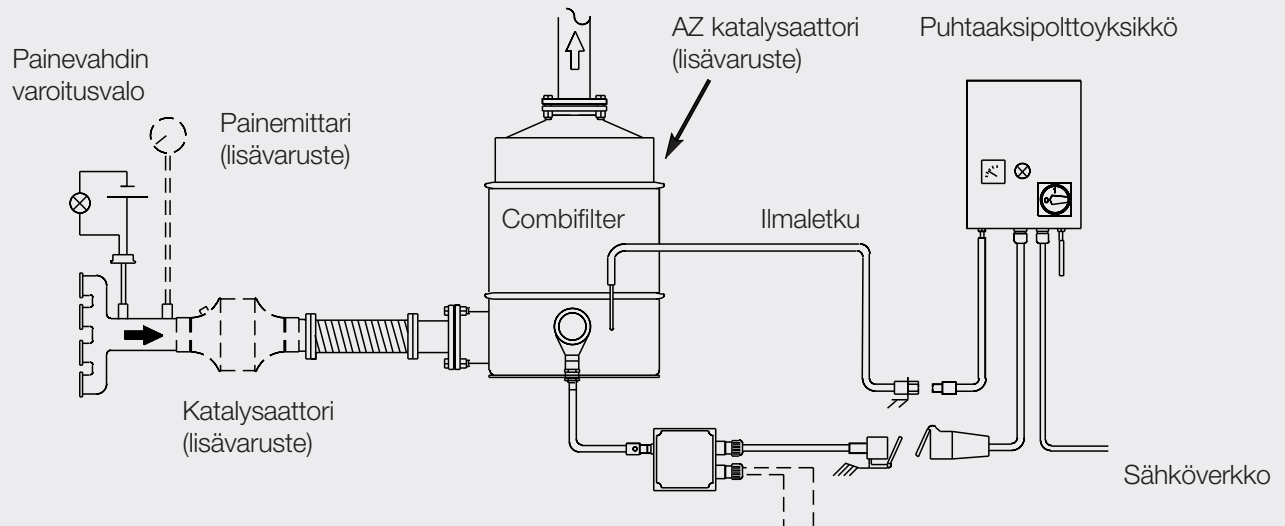 AZ katalysaattori
(lisävaruste)
Puhtaaksipolttoyksikkö
Painevahdin
varoitusvalo
Painemittari
(lisävaruste)
Combifilter
Ilmaletku
Katalysaattori
(lisävaruste)
Sähköverkko